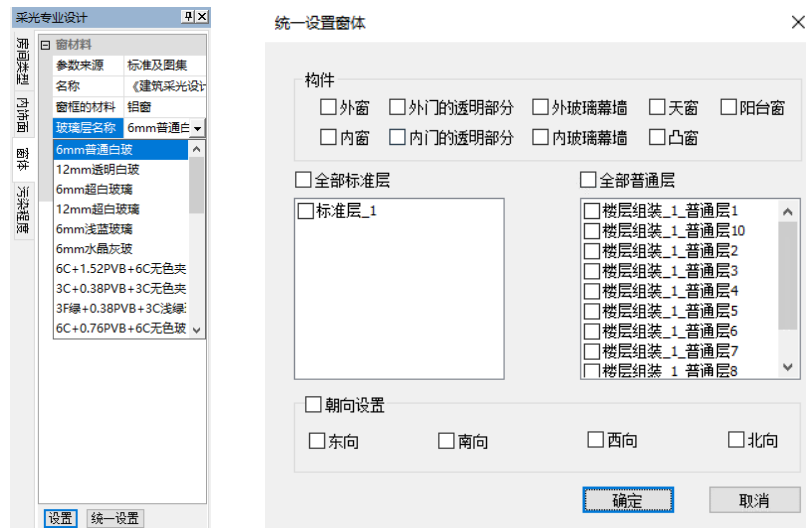 采光专业设计
房间类型
内饰面
窗体
污染程度
窗材料
参数来源 标准及图集
名称 《建筑采光设计
窗框的材料 铝窗
玻璃层名称 6mm普通白
6mm普通白玻
12mm透明白玻
6mm超白玻璃
12mm超白玻璃
6mm浅蓝玻璃
6mm水晶灰玻
6C+1.52PVB+6C无色夹
3C+0.38PVB+3C无色夹
3F绿+0.38PVB+3C浅绿
6C+0.76PVB+6C无色玻
设置 统一设置
统一设置窗体
构件
外窗 外门的透明部分 外玻璃幕墙 天窗 阳台窗
内窗 内门的透明部分 内玻璃幕墙 凸窗
全部标准层
标准层_1
全部普通层
楼层组装_1_普通层1
楼层组装_1_普通层10
楼层组装_1_普通层2
楼层组装_1_普通层3
楼层组装_1_普通层4
楼层组装_1_普通层5
楼层组装_1_普通层6
楼层组装_1_普通层7
楼层组装_1_普通层8
朝向设置
东向 南向 西向 北向
确定 取消